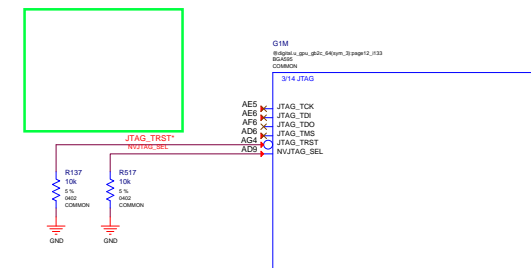 G1M
@digital.u_gpu_gb2c_64(sym_3):page12_i133
BGA595
COMMON
3/14 JTAG
AE5 JTAG_TCK
AE6 JTAG_TDI
AF6 JTAG_TDO
AD6 JTAG_TMS
JTAG_TRST* AG4 JTAG_TRST
NVJTAG_SEL AD9 NVJTAG_SEL
R137 R517
10k 10k
5 % 5 %
0402 0402
COMMON COMMON
GND GND